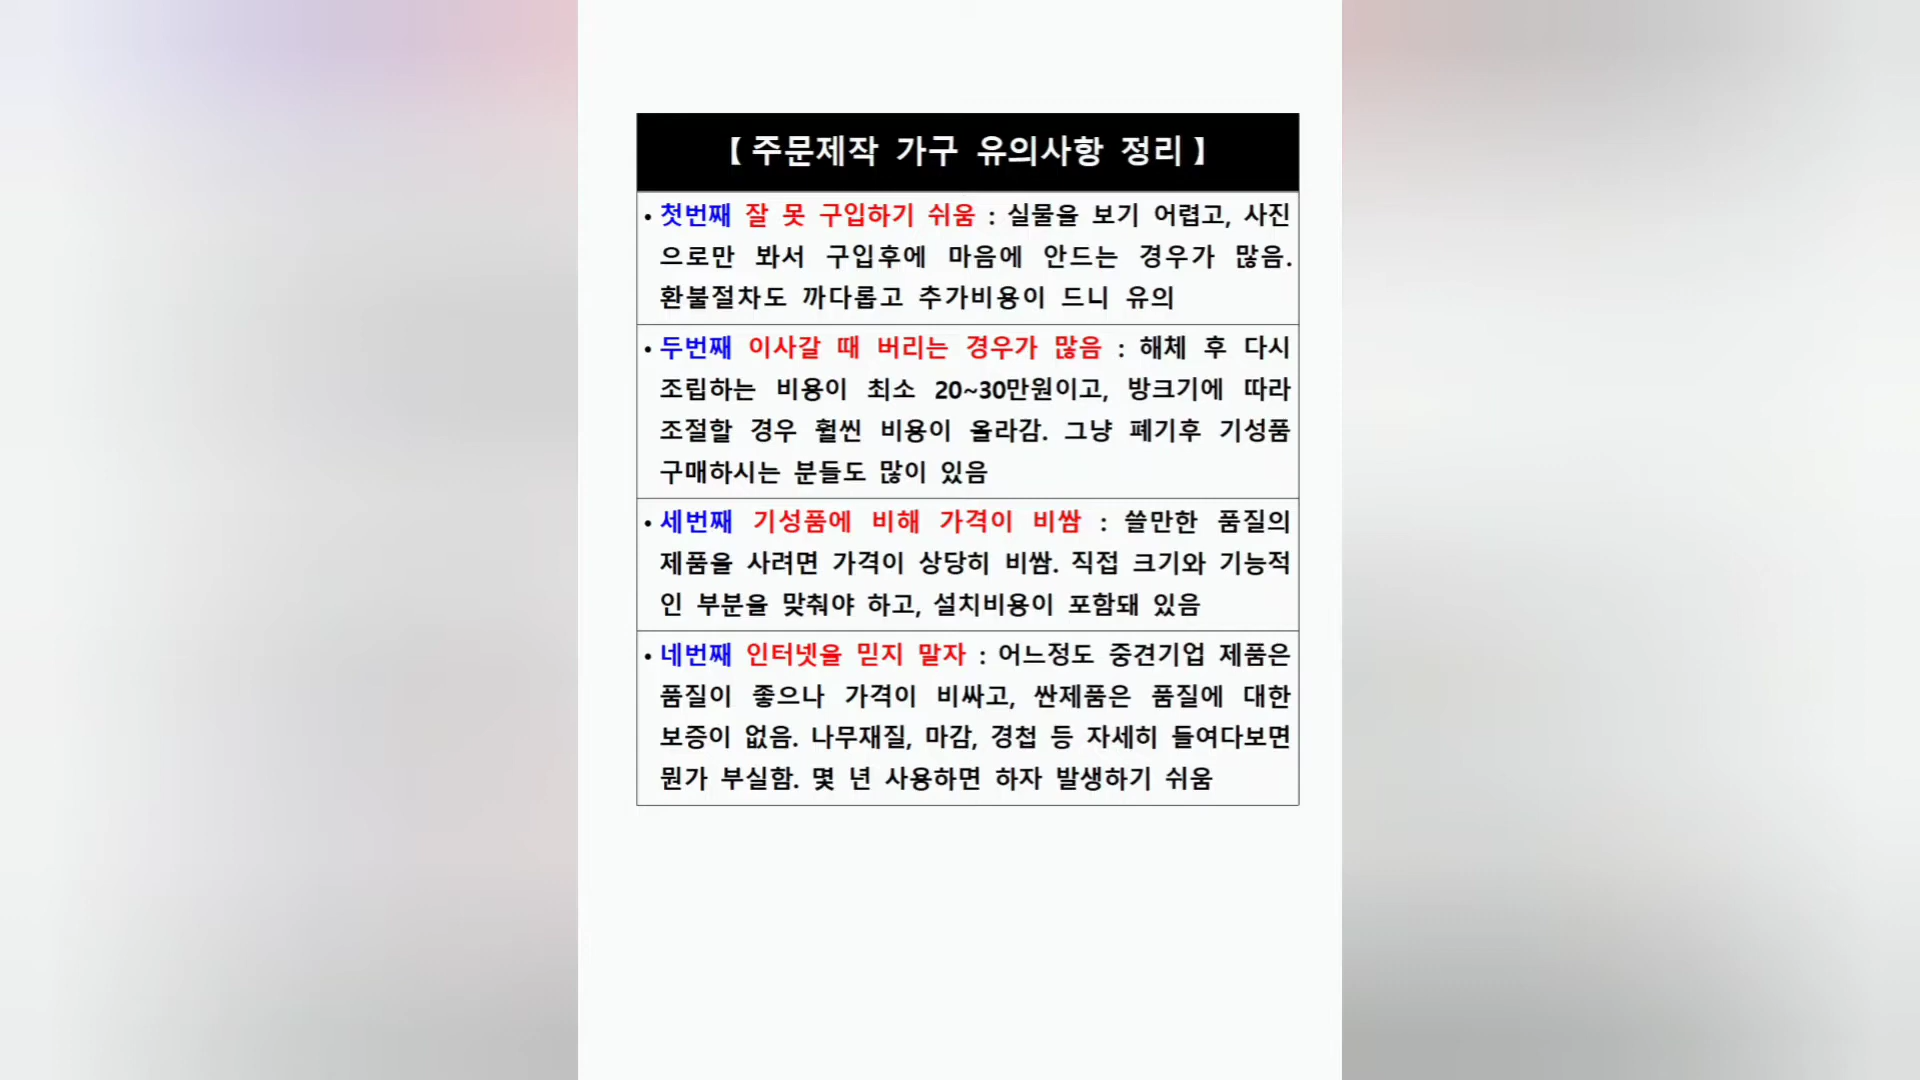 【 주문제작 가구 유의사항 정리 】
• 첫번째 잘 못 구입하기 쉬움 : 실물을 보기 어렵고, 사진
으로만 봐서 구입후에 마음에 안드는 경우가 많음.
환불절차도 까다롭고 추가비용이 드니 유의
• 두번째 이사갈 때 버리는 경우가 많음 : 해체 후 다시
조립하는 비용이 최소 20~30만원이고, 방크기에 따라
조절할 경우 훨씬 비용이 올라감. 그냥 폐기후 기성품
구매하시는 분들도 많이 있음
• 세번째 기성품에 비해 가격이 비쌈 : 쓸만한 품질의
제품을 사려면 가격이 상당히 비쌈. 직접 크기와 기능적
인 부분을 맞춰야 하고, 설치비용이 포함돼 있음
• 네번째 인터넷을 믿지 말자 : 어느정도 중견기업 제품은
품질이 좋으나 가격이 비싸고, 싼제품은 품질에 대한
보증이 없음. 나무재질, 마감, 경첩 등 자세히 들여다보면
뭔가 부실함. 몇 년 사용하면 하자 발생하기 쉬움